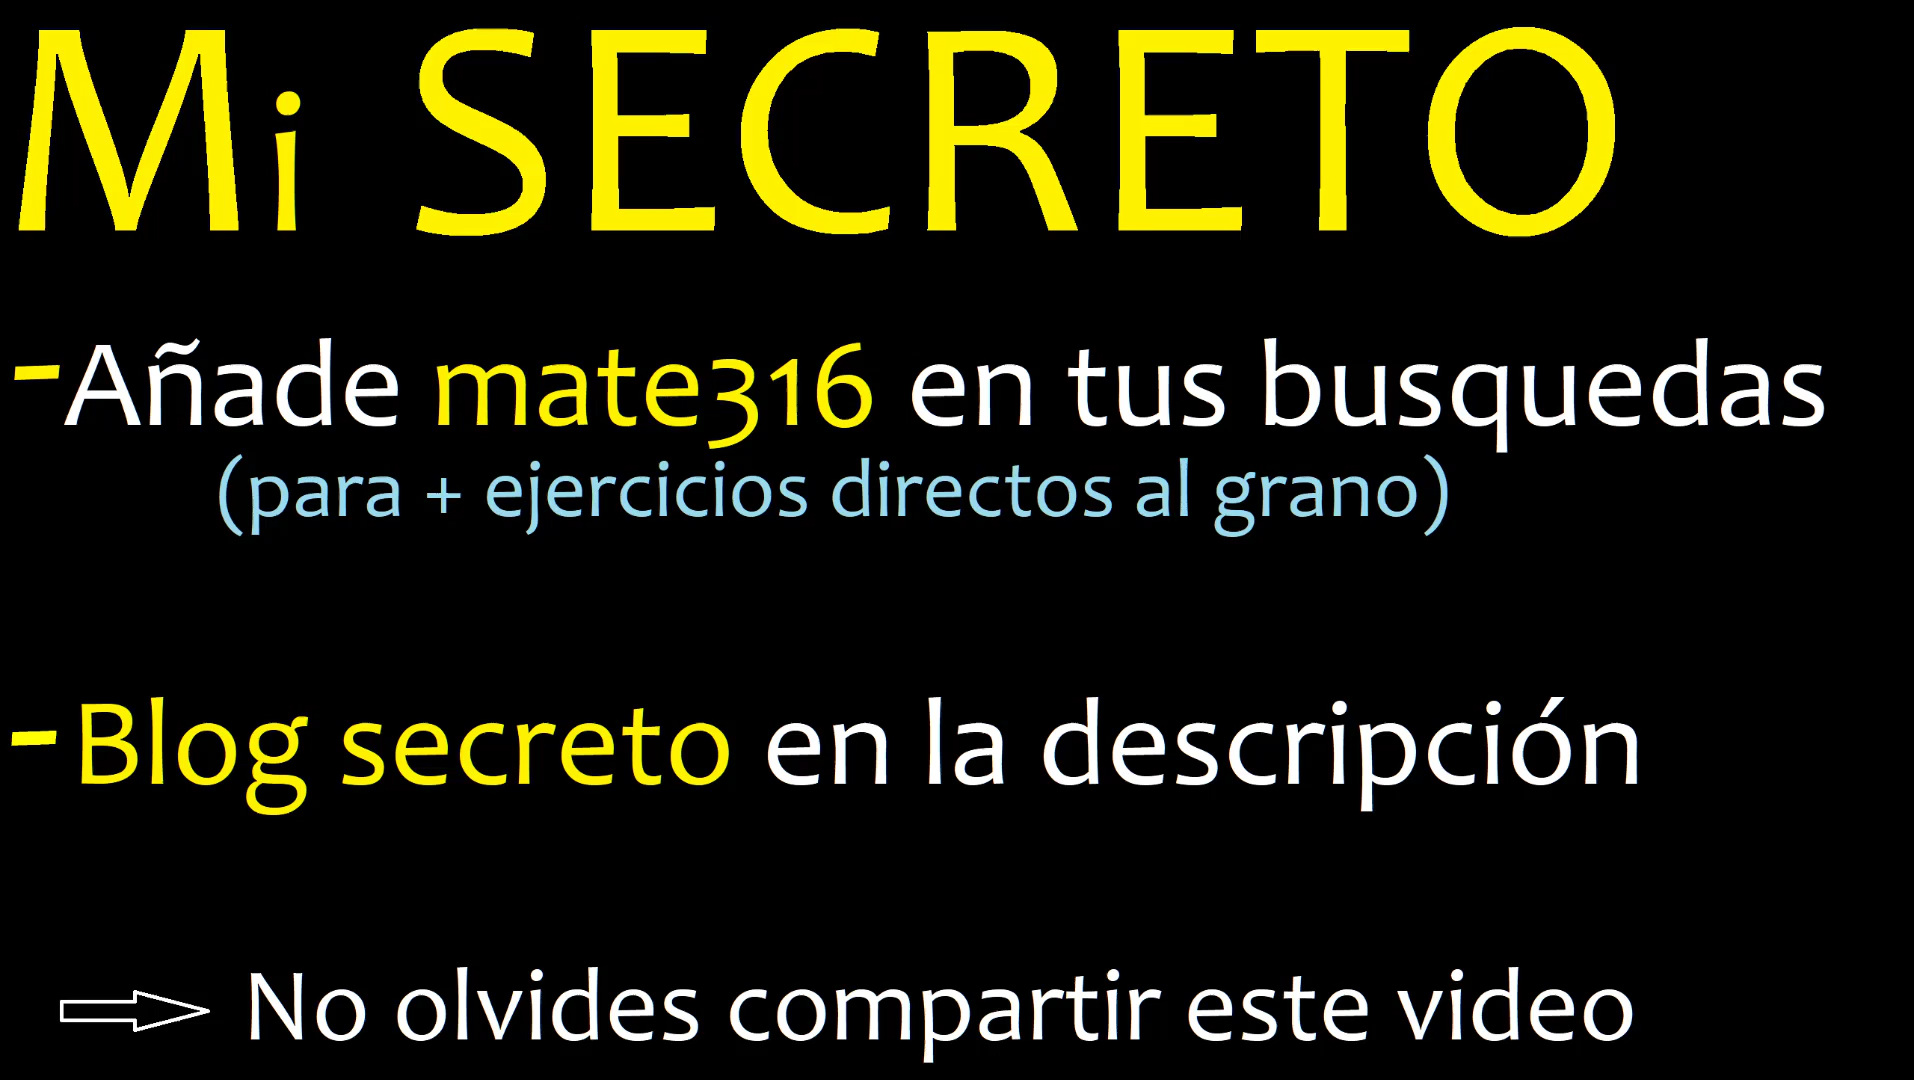 Mi SECRETO
-Añade mate316 en tus busquedas
(para + ejercicios directos al grano)
-Blog secreto en la descripción
No olvides compartir este video